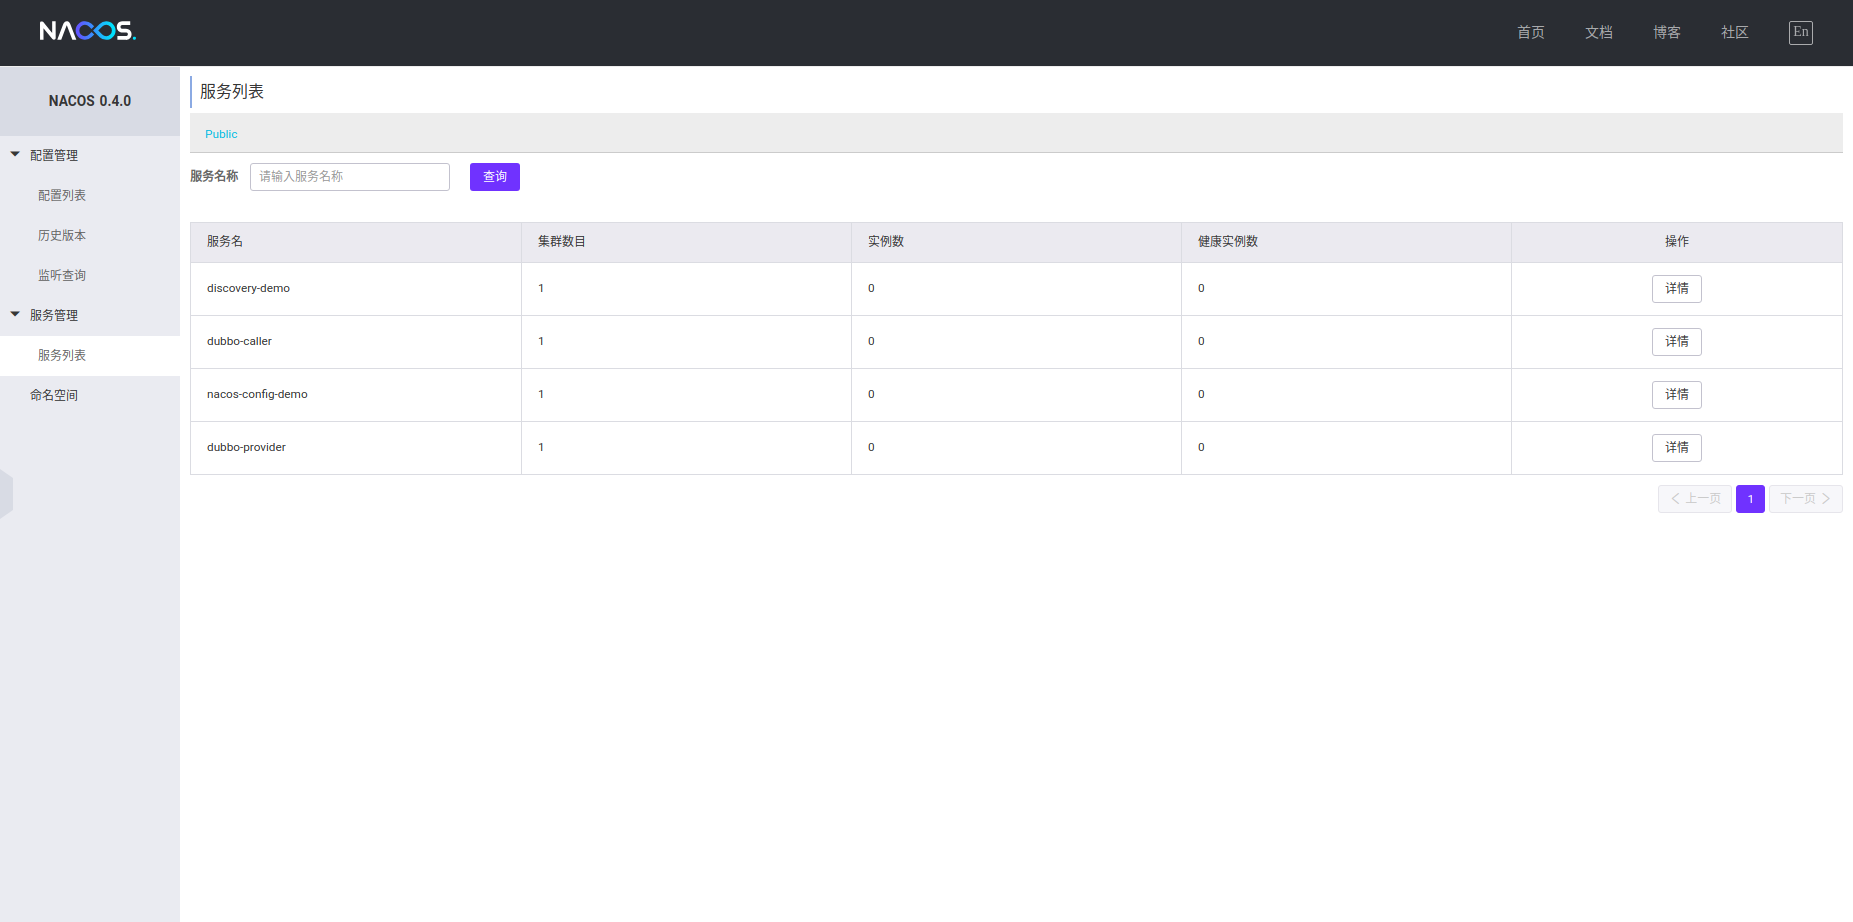 NACOS.
首页 文档 博客 社区 En
NACOS 0.4.0
配置管理
配置列表
历史版本
监听查询
服务管理
服务列表
命名空间
服务列表
Public
服务名称 请输入服务名称 查询
服务名 集群数目 实例数 健康实例数 操作
discovery-demo 1 0 0 详情
dubbo-caller 1 0 0 详情
nacos-config-demo 1 0 0 详情
dubbo-provider 1 0 0 详情
上一页 1 下一页